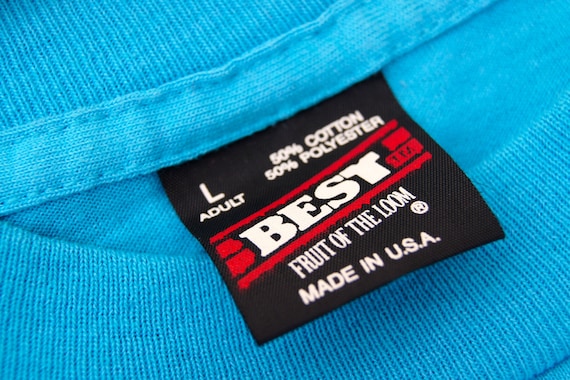 L
ADULT
50% COTTON
50% POLYESTER
BEST
FRUIT OF THE LOOM ®
MADE IN U.S.A.